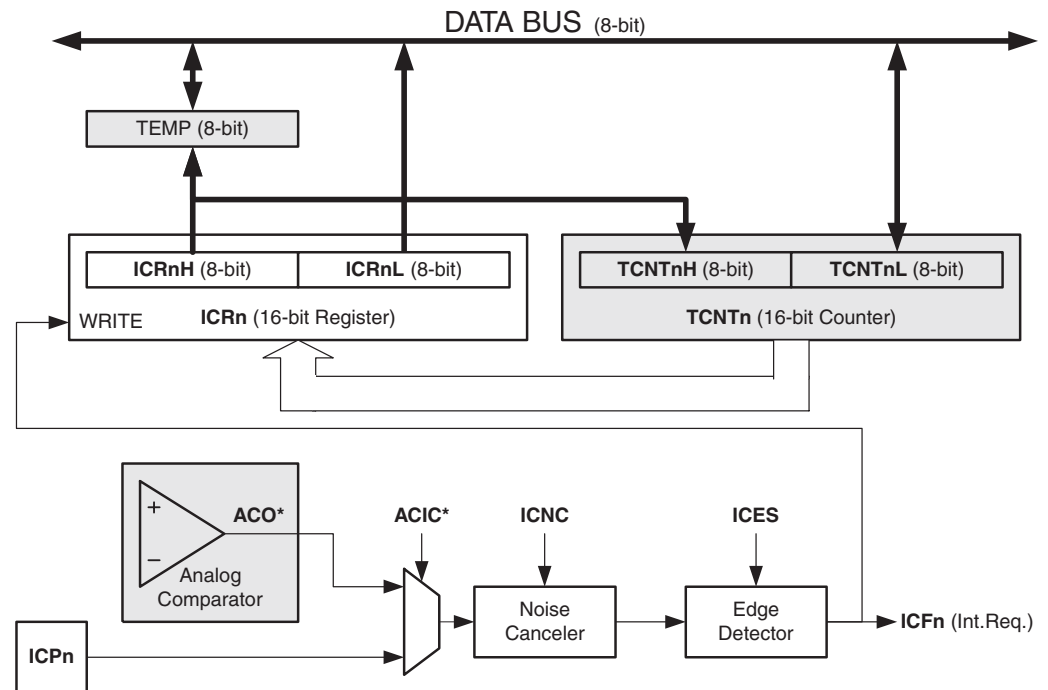 DATA BUS (8-bit)
TEMP (8-bit)
ICRnH (8-bit) ICRnL (8-bit)
TCNTnH (8-bit) TCNTnL (8-bit)
WRITE ICRn (16-bit Register)
TCNTn (16-bit Counter)
+
−
ACO*
Analog
Comparator
ACIC*
ICNC
ICES
Noise
Canceler
Edge
Detector
ICFn (Int.Req.)
ICPn